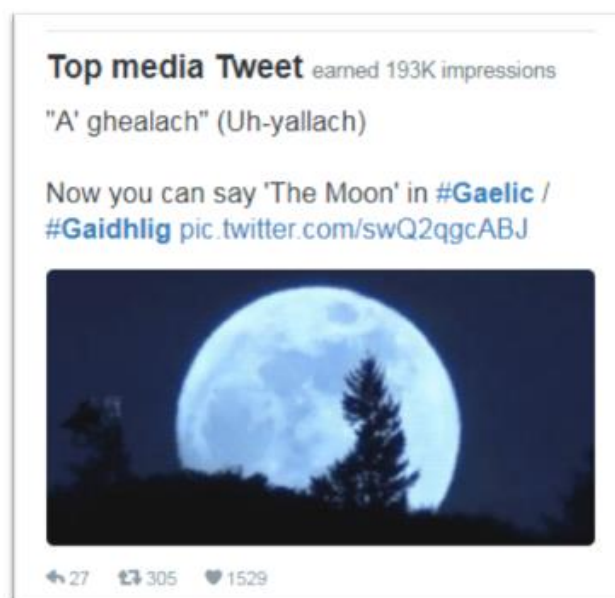 Top media Tweet earned 193K impressions
"A' ghealach" (Uh-yallach)
Now you can say 'The Moon' in #Gaelic /
#Gaidhlig pic.twitter.com/swQ2qgcABJ
27 305 1529